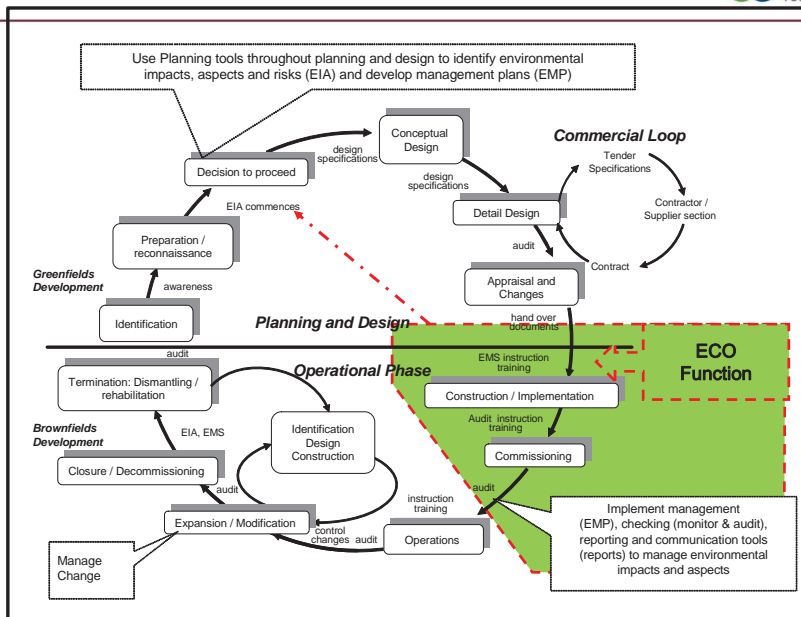 Use Planning tools throughout planning and design to identify environmental
impacts, aspects and risks (EIA) and develop management plans (EMP)
Conceptual
Design
Commercial Loop
design
specifications
Tender
Specifications
Decision to proceed
design
specifications
Contractor /
Supplier section
EIA commences
Detail Design
Preparation /
reconnaissance
audit
Contract
Appraisal and
Changes
Greenfields
Development
awareness
Identification
Planning and Design
hand over
documents
audit
Operational Phase
EMS instruction
training
ECO
Function
Termination: Dismantling /
rehabilitation
Construction / Implementation
Brownfields
Development
EIA, EMS
Identification
Design
Construction
Audit instruction
training
Closure / Decommissioning
Commissioning
audit
audit
instruction
training
Expansion / Modification
control
changes
audit
Operations
Implement management
(EMP), checking (monitor & audit),
reporting and communication tools
(reports) to manage environmental
impacts and aspects
Manage
Change